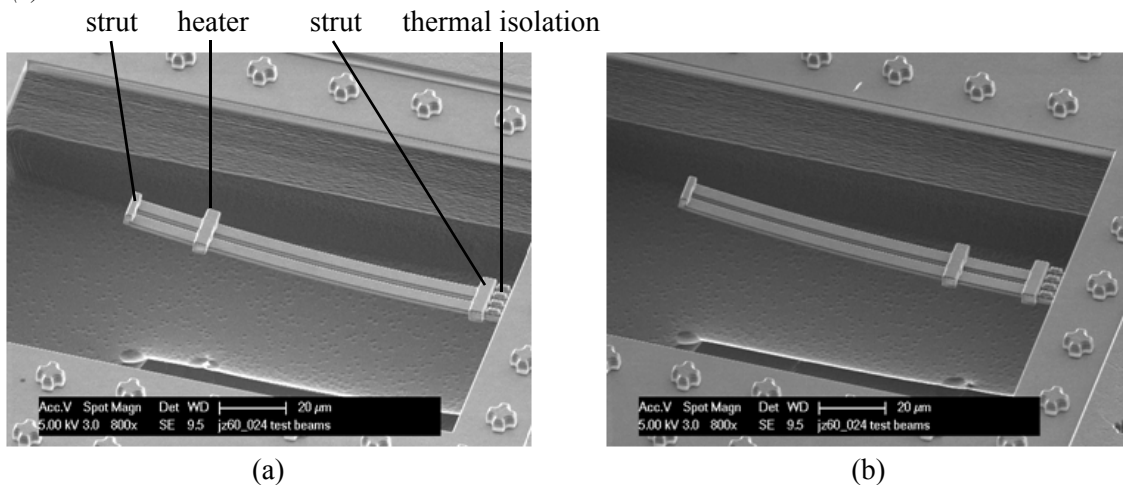 strut heater strut thermal isolation
Acc.V Spot Magn Det WD 20 µm
5.00 kV 3.0 800x SE 9.5 jz60_024 test beams
Acc.V Spot Magn Det WD 20 µm
5.00 kV 3.0 800x SE 9.5 jz60_024 test beams
(a) (b)